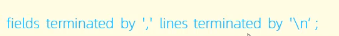 fields terminated by ',' lines terminated by '\n' ;